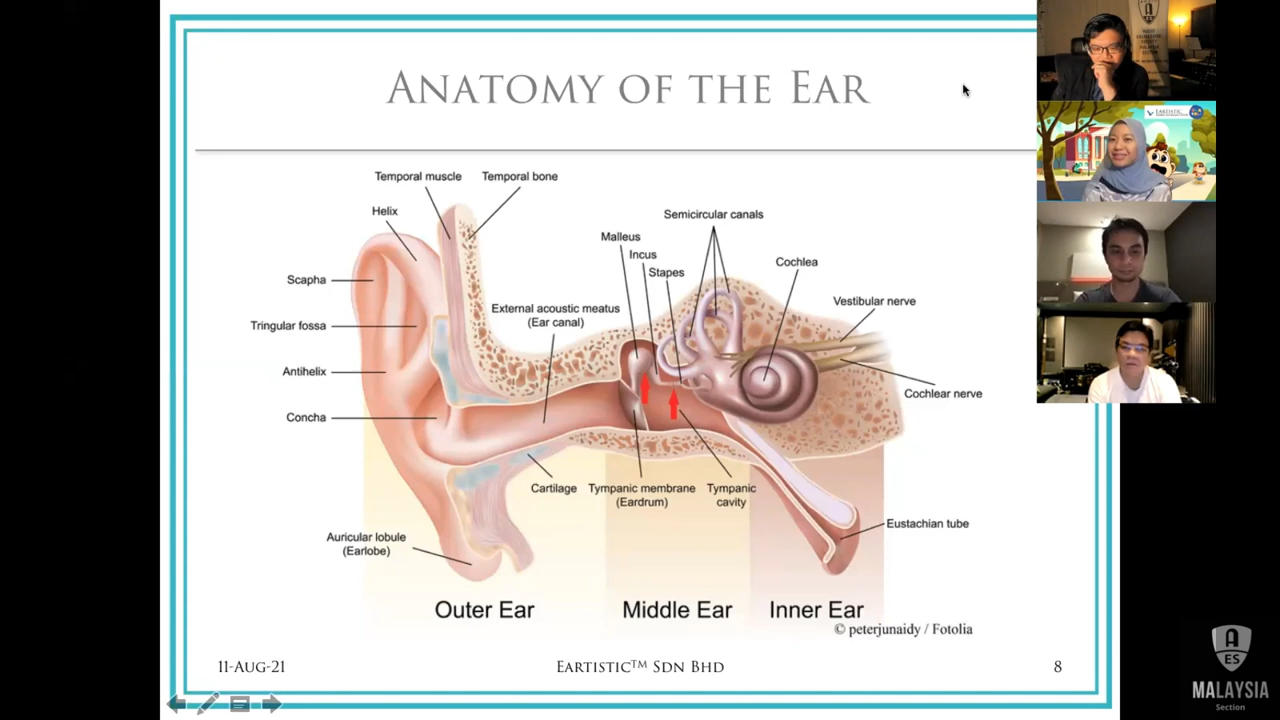 ANATOMY OF THE EAR
Temporal muscle
Temporal bone
Helix
Semicircular canals
Malleus
Incus
Stapes
Cochlea
Scapha
External acoustic meatus
(Ear canal)
Vestibular nerve
Tringular fossa
Antihelix
Cochlear nerve
Concha
Cartilage
Tympanic membrane
(Eardrum)
Tympanic
cavity
Eustachian tube
Auricular lobule
(Earlobe)
Outer Ear
Middle Ear
Inner Ear
© peterjunaidy / Fotolia
11-AUG-21
EARTISTIC™ SDN BHD
8
A
ES
MALAYSIA
Section